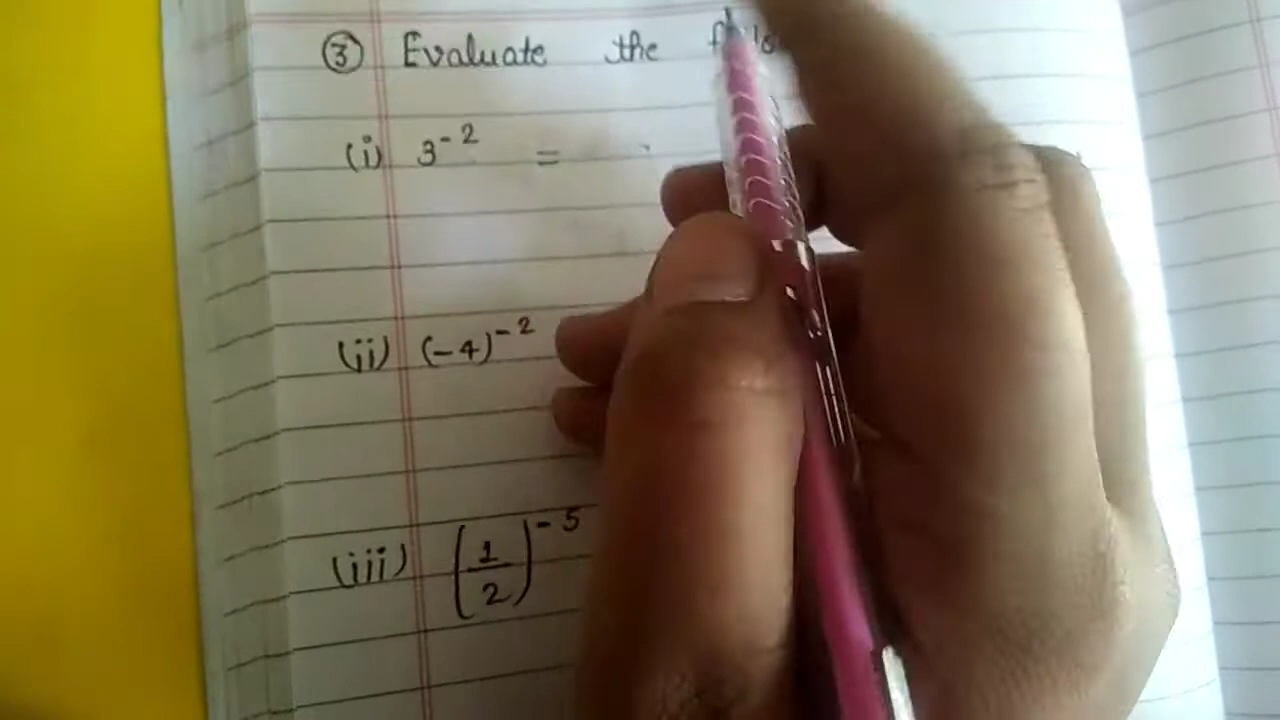 ③ Evaluate the
(i) 3⁻² =
(ii) (-4)⁻²
(iii) (1/2)⁻⁵